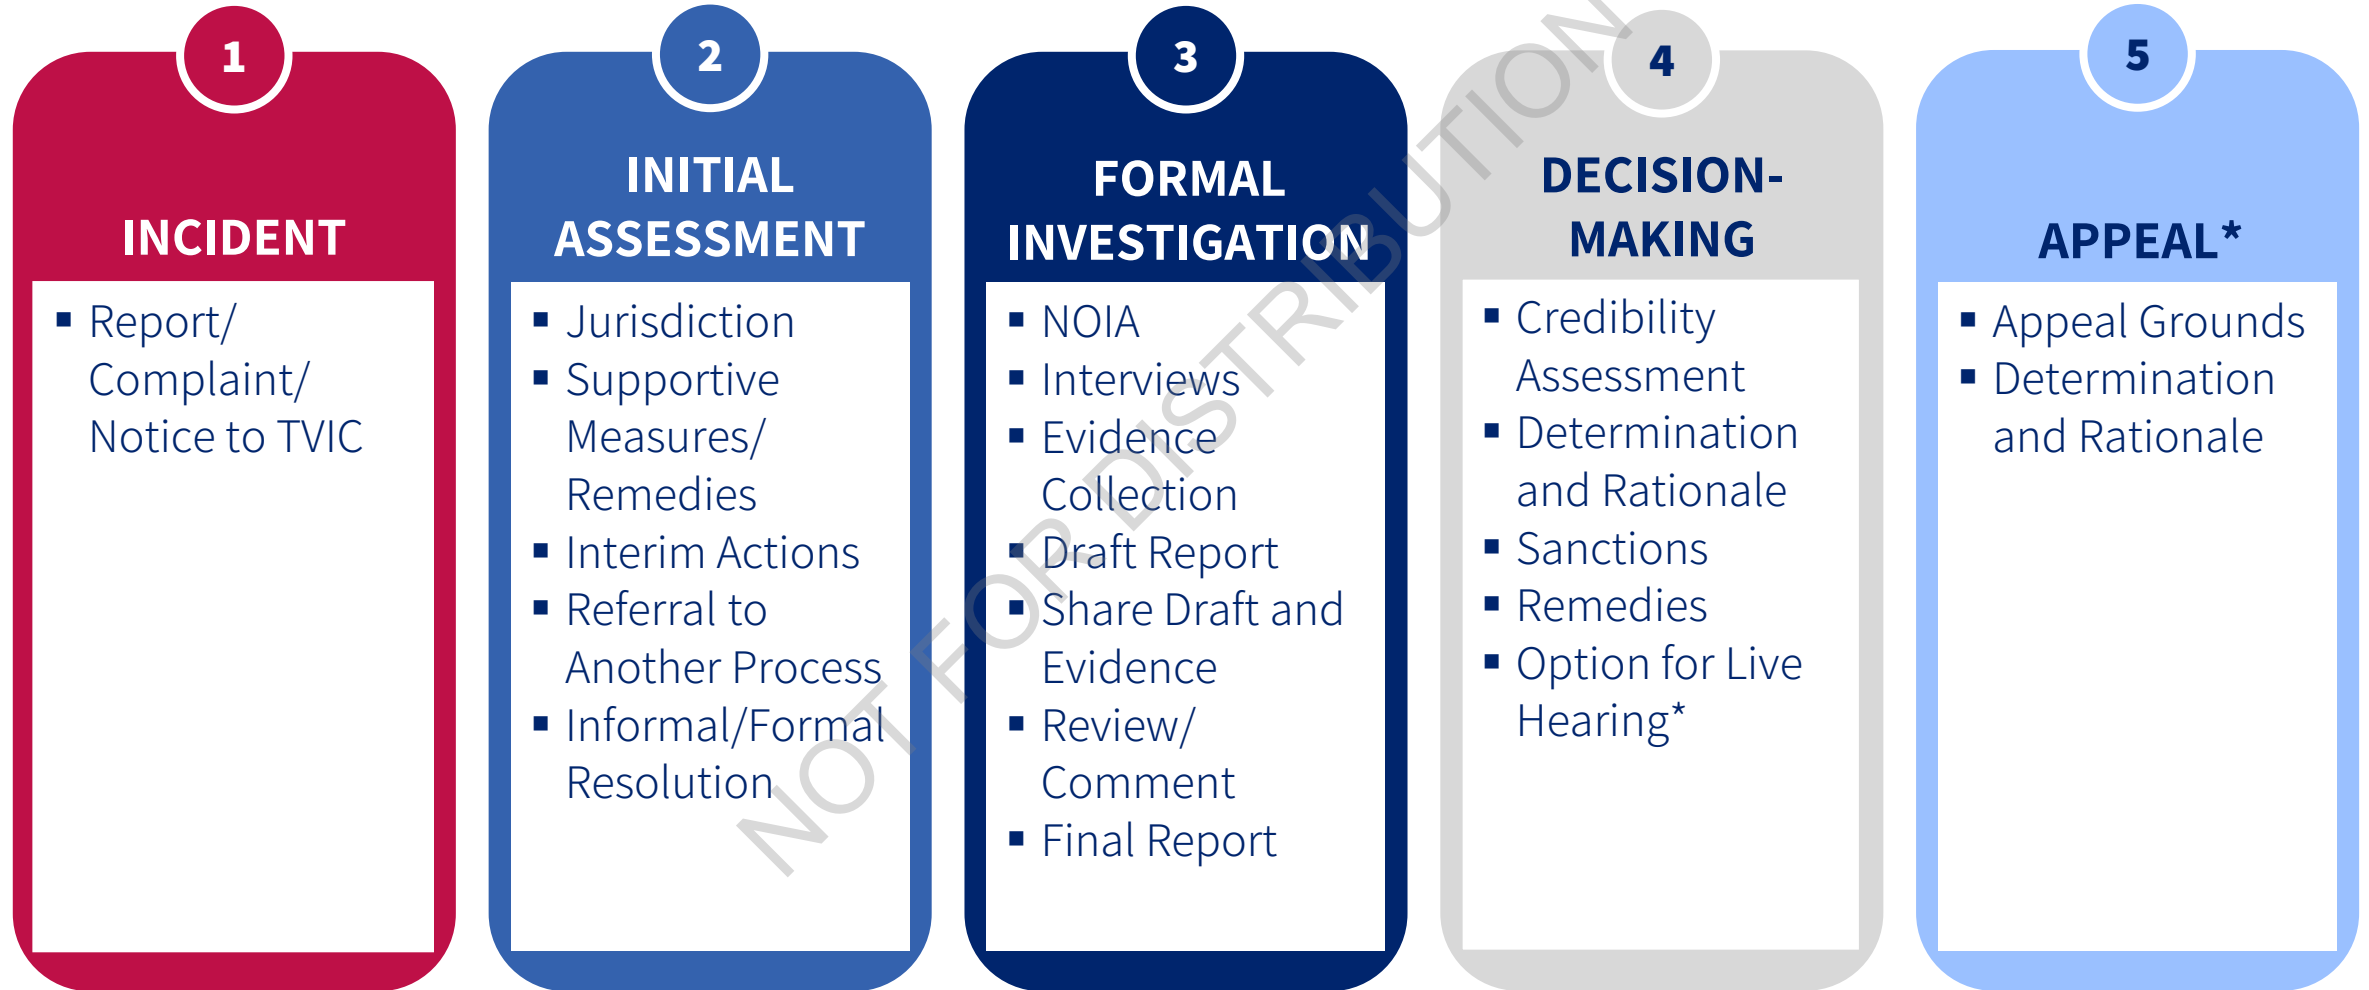 1
INCIDENT
▪ Report/
Complaint/
Notice to TVIC
2
INITIAL
ASSESSMENT
▪ Jurisdiction
▪ Supportive
Measures/
Remedies
▪ Interim Actions
▪ Referral to
Another Process
▪ Informal/Formal
Resolution
3
FORMAL
INVESTIGATION
▪ NOIA
▪ Interviews
▪ Evidence
Collection
▪ Draft Report
▪ Share Draft and
Evidence
▪ Review/
Comment
▪ Final Report
4
DECISION-
MAKING
▪ Credibility
Assessment
▪ Determination
and Rationale
▪ Sanctions
▪ Remedies
▪ Option for Live
Hearing*
5
APPEAL*
▪ Appeal Grounds
▪ Determination
and Rationale
NOT FOR DISTRIBUTION